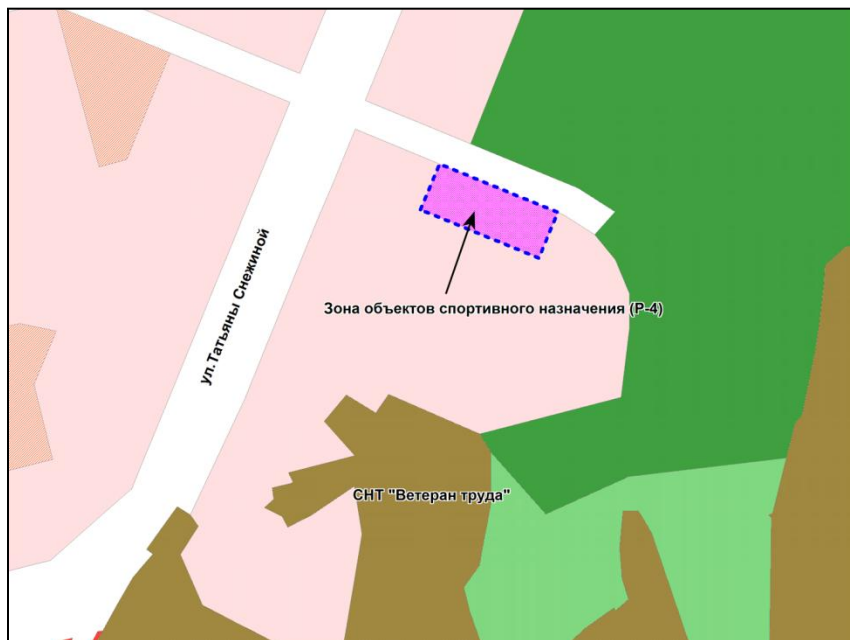 ул.Татьяны Снежиной
Зона объектов спортивного назначения (Р-4)
СНТ "Ветеран труда"